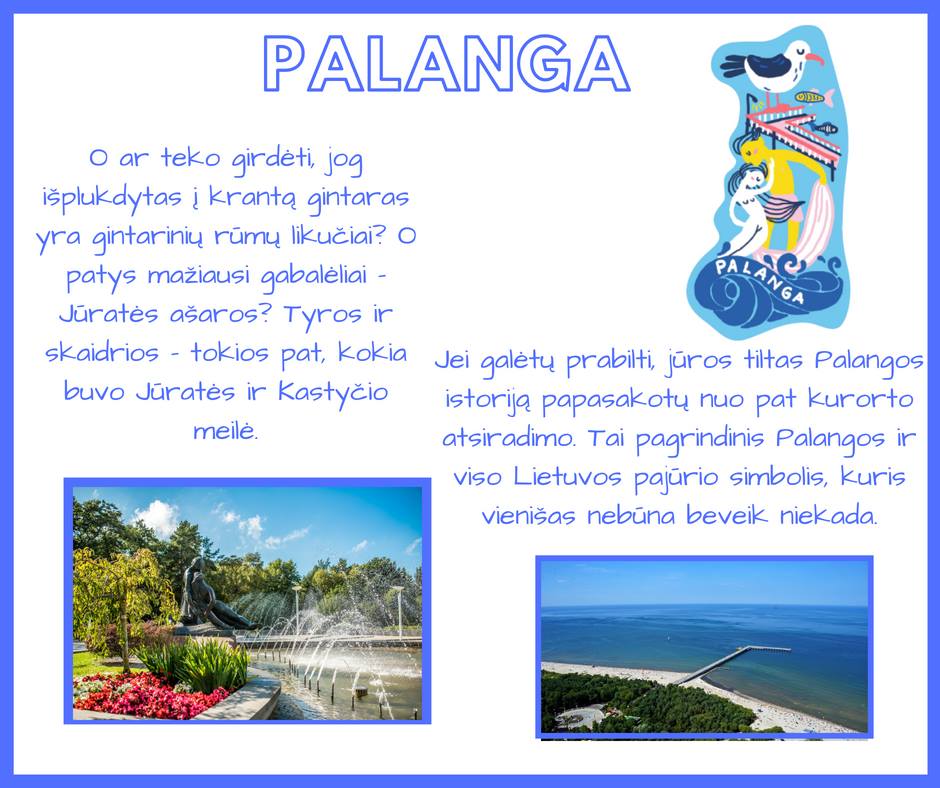 PALANGA
O ar teko girdėti, jog
išplukdytas į krantą gintaras
yra gintarinių rūmų likučiai? O
patys mažiausi gabalėliai -
Jūratės ašaros? Tyros ir
skaidrios - tokios pat, kokia
buvo Jūratės ir Kastyčio
meilė.
PALANGA
Jei galėtų prabilti, jūros tiltas Palangos
istoriją papasakotų nuo pat kurorto
atsiradimo. Tai pagrindinis Palangos ir
viso Lietuvos pajūrio simbolis, kuris
vienišas nebūna beveik niekada.